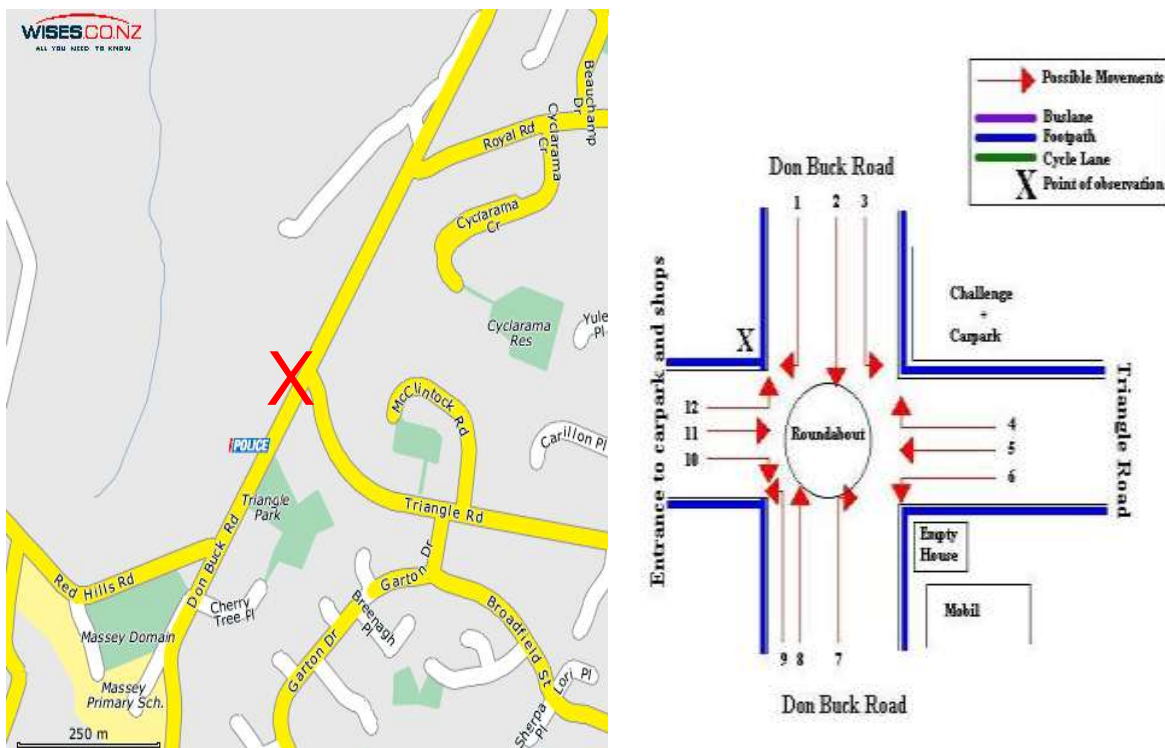 WISES.CO.NZ
ALL YOU NEED TO KNOW
Beauchamp Dr
Royal Rd
Cyclarama Cr
Cyclarama
Cr
Cyclarama
Res
Yule
Pl
McClintock Rd
Carillon Pl
POLICE
Triangle
Park
Triangle Rd
Don Buck Rd
Red Hills Rd
Cherry
Tree Pl
Garton Dr
Breenagh
Pl
Broadfield St
Garton Dr
Massey Domain
Massey
Primary Sch.
Lori Pl
Sherpa Pl
250 m
X
Possible Movements
Buslane
Footpath
Cycle Lane
X Point of observation
Don Buck Road
1 2 3
Entrance to carpark and shops
X
Challenge
+
Carpark
Triangle Road
12
11
10
Roundabout
4
5
6
Empty
House
Mobil
9 8 7
Don Buck Road